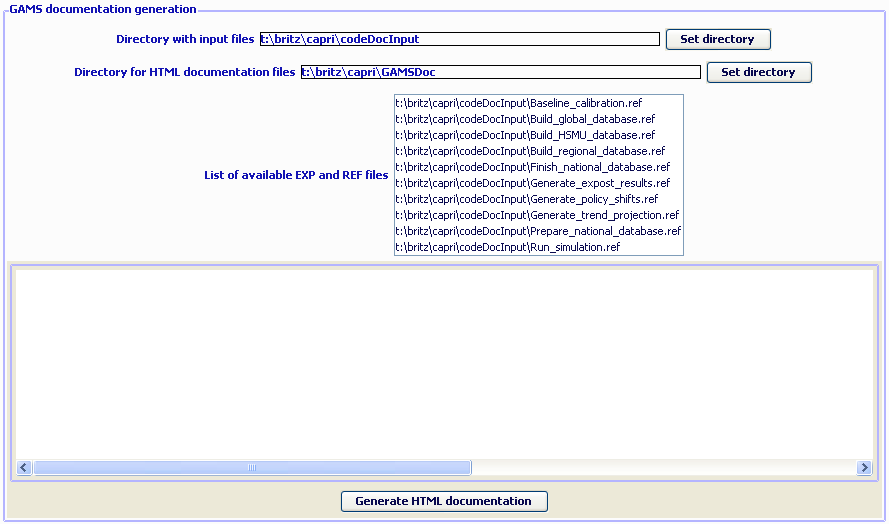 GAMS documentation generation
Directory with input files t:\britz\capri\codeDocInput Set directory
Directory for HTML documentation files t:\britz\capri\GAMSDoc Set directory
t:\britz\capri\codeDocInput\Baseline_calibration.ref
t:\britz\capri\codeDocInput\Build_global_database.ref
t:\britz\capri\codeDocInput\Build_HSMU_database.ref
t:\britz\capri\codeDocInput\Build_regional_database.ref
t:\britz\capri\codeDocInput\Finish_national_database.ref
List of available EXP and REF files t:\britz\capri\codeDocInput\Generate_expost_results.ref
t:\britz\capri\codeDocInput\Generate_policy_shifts.ref
t:\britz\capri\codeDocInput\Generate_trend_projection.ref
t:\britz\capri\codeDocInput\Prepare_national_database.ref
t:\britz\capri\codeDocInput\Run_simulation.ref
Generate HTML documentation